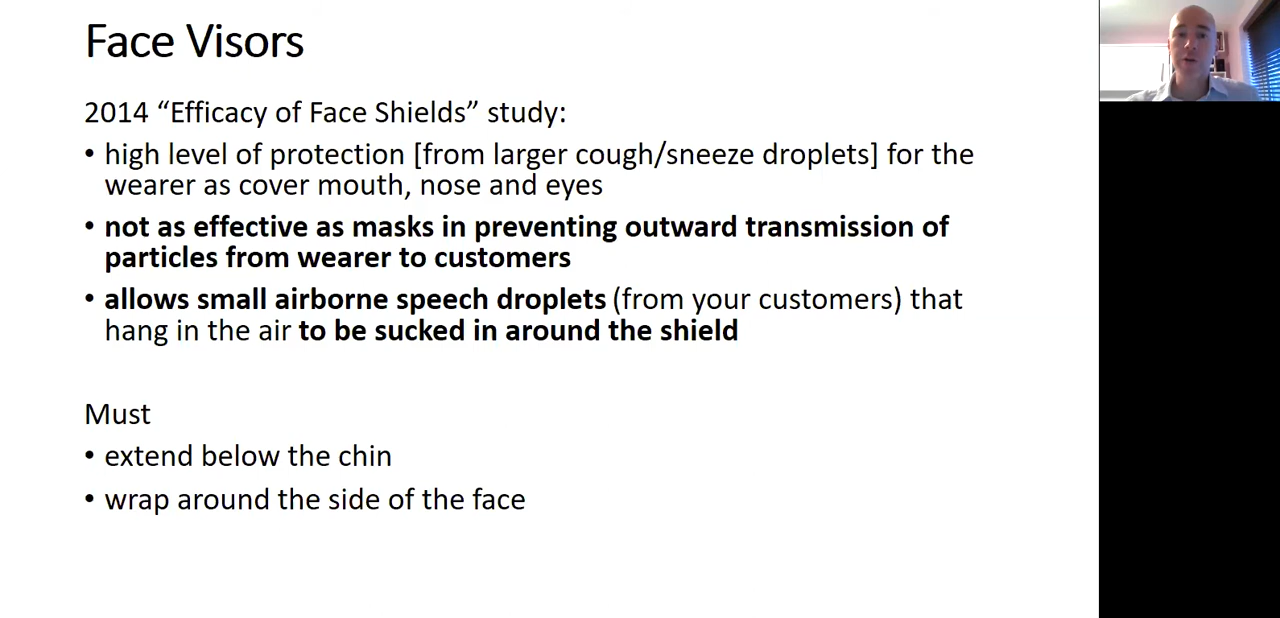 Face Visors
2014 “Efficacy of Face Shields” study:
• high level of protection [from larger cough/sneeze droplets] for the
wearer as cover mouth, nose and eyes
• not as effective as masks in preventing outward transmission of
particles from wearer to customers
• allows small airborne speech droplets (from your customers) that
hang in the air to be sucked in around the shield
Must
• extend below the chin
• wrap around the side of the face